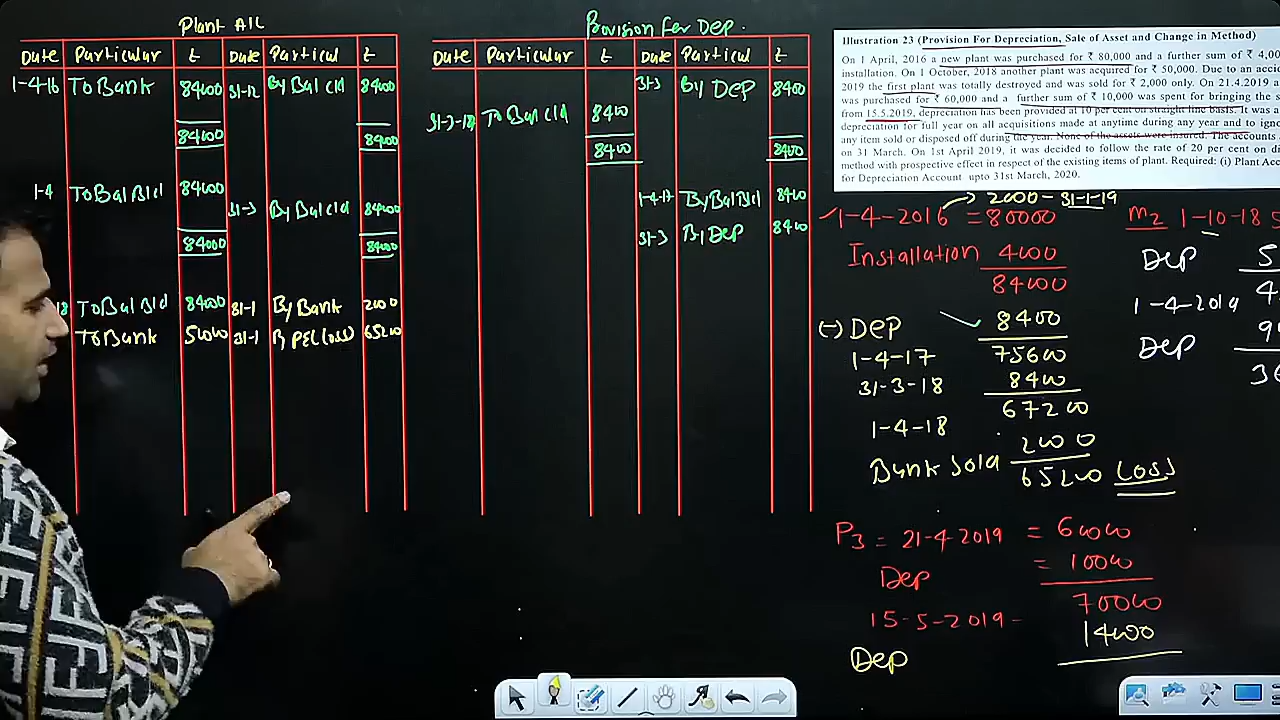 Plant A/C
Date Particular ₹ Date Particul ₹
1-4-16 To Bank 84000 31-12 By Bal c/d 84000
84000 84000
1-4 To Bal B/d 84000
31-3 By Bal c/d 84000
84000 84000
18 To Bal B/d 84000 31-1 By Bank 2000
To Bank 50000 31-1 By P&L (Loss) 65200
Provision For Dep.
Date Particular ₹ Date Particul ₹
31-3 By Dep 8400
31-3-17 To Bal c/d 8400
8400 8400
1-4-17 By Bal B/d 8400
31-3 By Dep 8400
Illustration 23 (Provision For Depreciation, Sale of Asset and Change in Method)
On 1 April, 2016 a new plant was purchased for ₹ 80,000 and a further sum of ₹ 4,00
installation. On 1 October, 2018 another plant was acquired for ₹ 50,000. Due to an accid
2019 the first plant was totally destroyed and was sold for ₹ 2,000 only. On 21.4.2019
was purchased for ₹ 60,000 and a further sum of ₹ 10,000 was spent for bringing the s
from 15.5.2019, depreciation has been provided at 10 per cent on straight line basis. It was a
depreciation for full year on all acquisitions made at anytime during any year and to igno
any item sold or disposed off during the year. None of the assets were insured. The accounts
on 31 March. On 1st April 2019, it was decided to follow the rate of 20 per cent on di
method with prospective effect in respect of the existing items of plant. Required: (i) Plant Acc
for Depreciation Account upto 31st March, 2020.
2000 - 31-1-19
1-4-2016 = 80000
Installation 4000
84000
(-) Dep 8400
1-4-17 75600
31-3-18 8400
1-4-18 67200
2000
Bank Sold 65200 Loss
M2 1-10-18 5
Dep 5
4
1-4-2019
Dep 9
36
P3 = 21-4-2019 = 60000
= 10000
Dep 70000
15-5-2019 -
14000
Dep